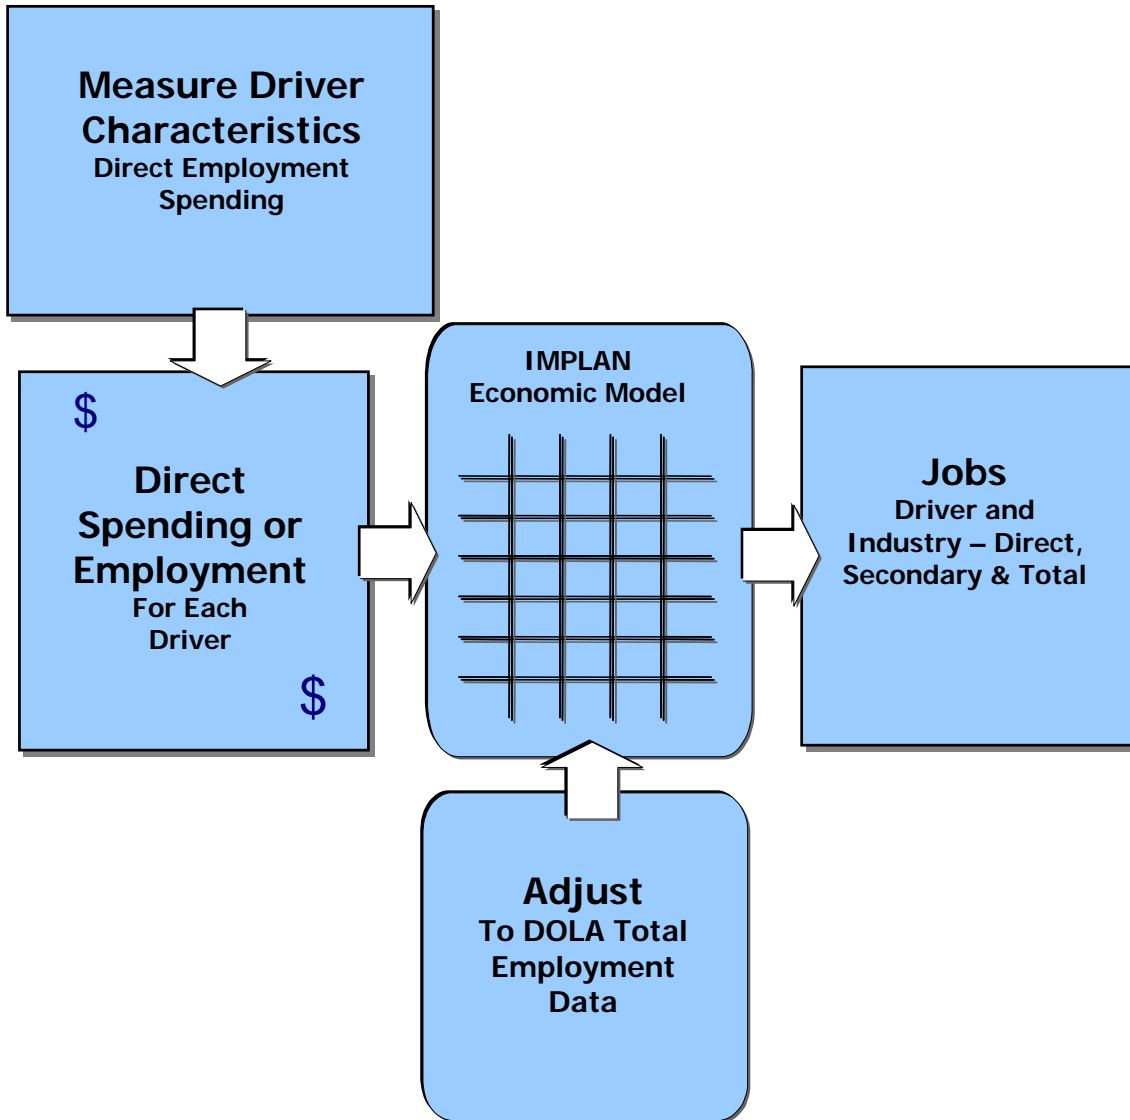 Measure Driver
Characteristics
Direct Employment
Spending
$
Direct
Spending or
Employment
For Each
Driver
$
IMPLAN
Economic Model
Jobs
Driver and
Industry – Direct,
Secondary & Total
Adjust
To DOLA Total
Employment
Data